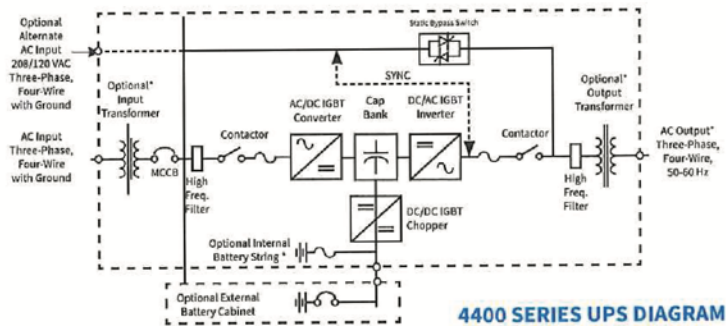 Optional
Alternate
AC Input
208/120 VAC
Three-Phase,
Four-Wire
with Ground
Static Bypass Switch
SYNC
Optional*
Input
Transformer
AC/DC IGBT
Converter
Cap
Bank
DC/AC IGBT
Inverter
Optional*
Output
Transformer
Contactor
Contactor
AC Input
Three-Phase,
Four-Wire
with Ground
MCCB
High
Freq.
Filter
High
Freq.
Filter
AC Output*
Three-Phase,
Four-Wire,
50-60 Hz
DC/DC IGBT
Chopper
Optional Internal
Battery String *
Optional External
Battery Cabinet
4400 SERIES UPS DIAGRAM